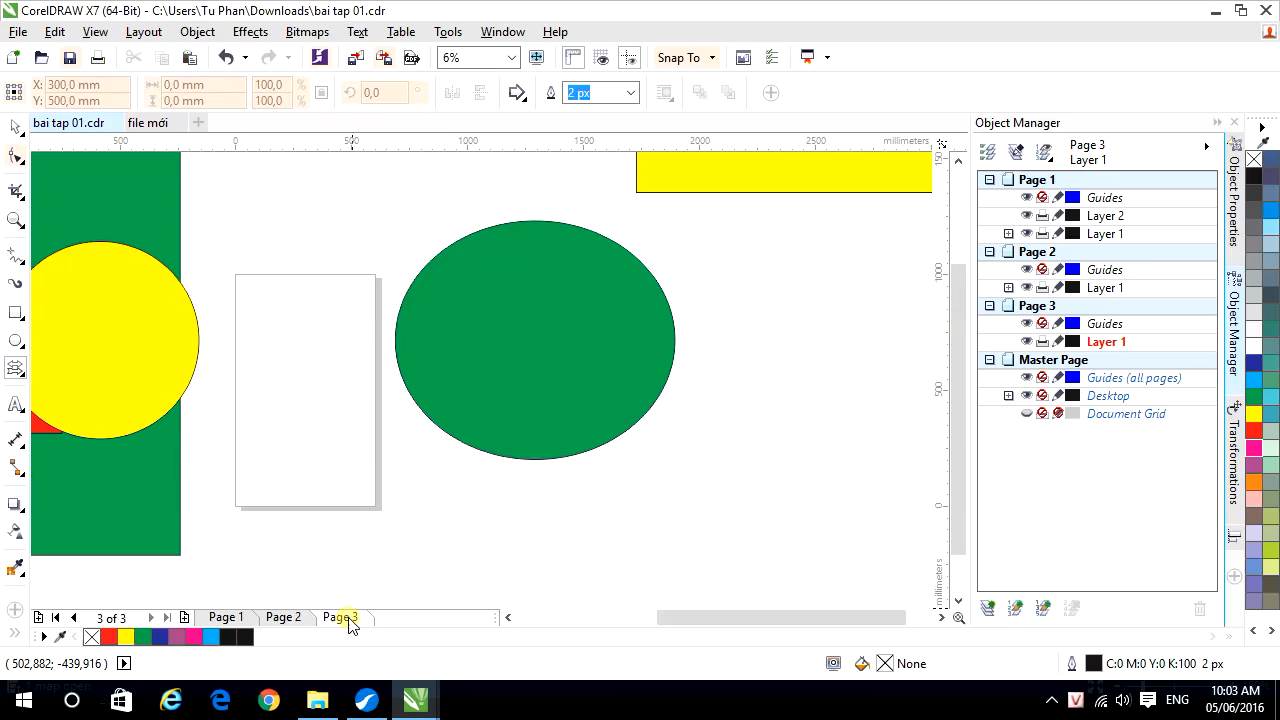 CorelDRAW X7 (64-Bit) - C:\Users\Tu Phan\Downloads\bai tap 01.cdr
File Edit View Layout Object Effects Bitmaps Text Table Tools Window Help
6% Snap To
X: 300,0 mm 0,0 mm 100,0 %
Y: 500,0 mm 0,0 mm 100,0 %
0,0 ° 2 px
bai tap 01.cdr file mới
Object Manager
500 0 500 1000 1500 2000 2500 millimeters
Page 3
Layer 1
Page 1
Guides
Layer 2
Layer 1
Page 2
Guides
Layer 1
Page 3
Guides
Layer 1
Master Page
Guides (all pages)
Desktop
Document Grid
Object Properties
Object Manager
Transformations
1000
500
0
millimeters
3 of 3 Page 1 Page 2 Page 3
( 502,882; -439,916 ) None C:0 M:0 Y:0 K:100 2 px
ENG
10:03 AM
05/06/2016